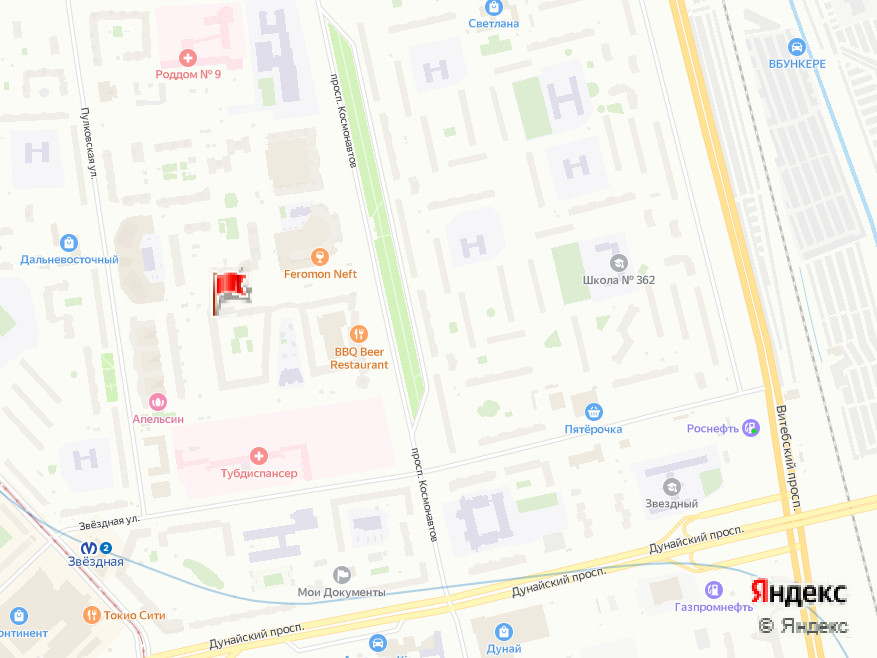 Светлана
ВБУНКЕРЕ
Роддом № 9
просп. Космонавтов
Пулковская ул.
Дальневосточный
Feromon Neft
Школа № 362
BBQ Beer
Restaurant
Апельсин
Пятёрочка
Роснефть
Витебский просп.
Тубдиспансер
просп. Космонавтов
Звёздный
Звёздная ул.
Дунайский просп.
2
Звёздная
Мои Документы
Дунайский просп.
Газпромнефть
Яндекс
© Яндекс
Токио Сити
онтинент
Дунайский просп.
Дунай